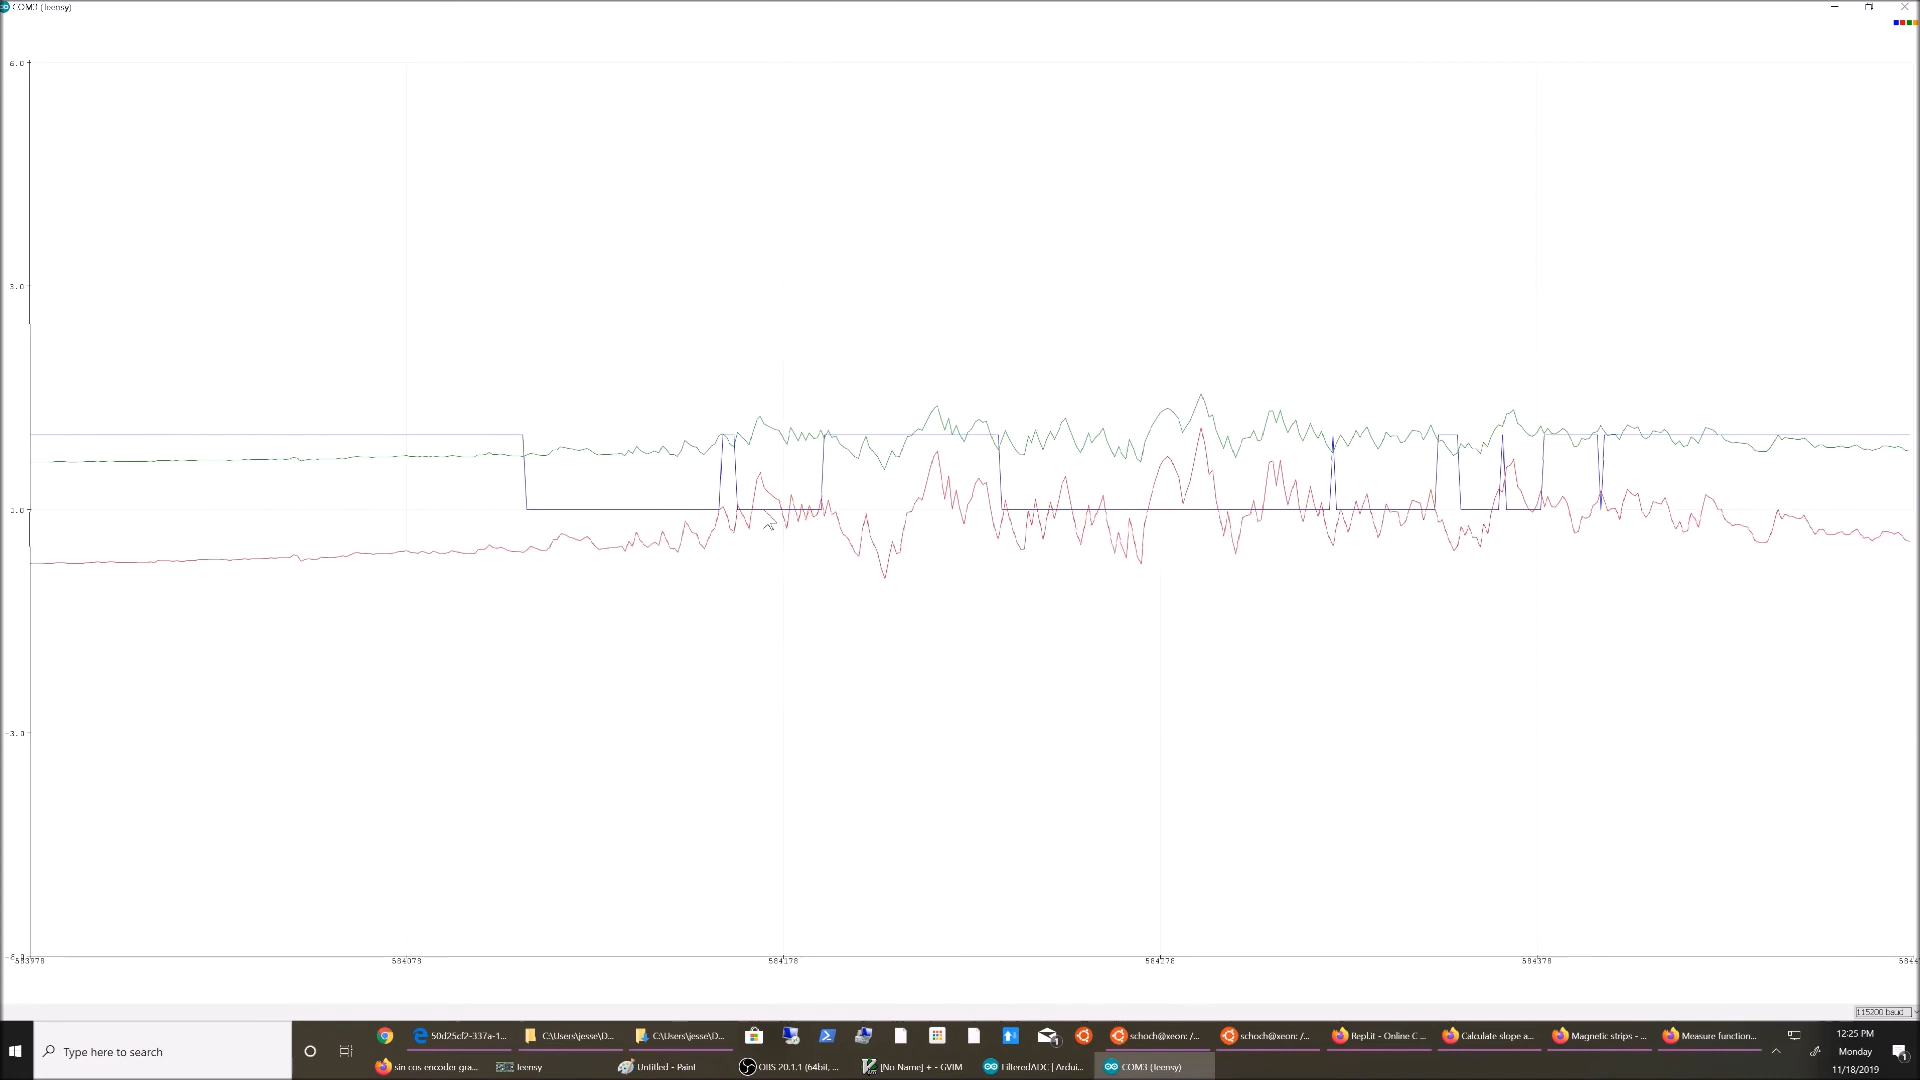 COM3 (Teensy)
6.0
3.0
0.0
-3.0
584078
584178
584278
584378
115200 baud
50d25cf2-337a-1...
C:\Users\jesse\D...
C:\Users\jesse\D...
schoch@xeon: /...
schoch@xeon: /...
Repl.it - Online C ...
Calculate slope a...
Magnetic strips - ...
Measure function...
12:25 PM
Type here to search
Monday
sin cos encoder gra...
Teensy
Untitled - Paint
OBS 20.1.1 (64bit, ...
[No Name] + - GVIM
FilteredADC | Ardui...
COM3 (Teensy)
11/18/2019